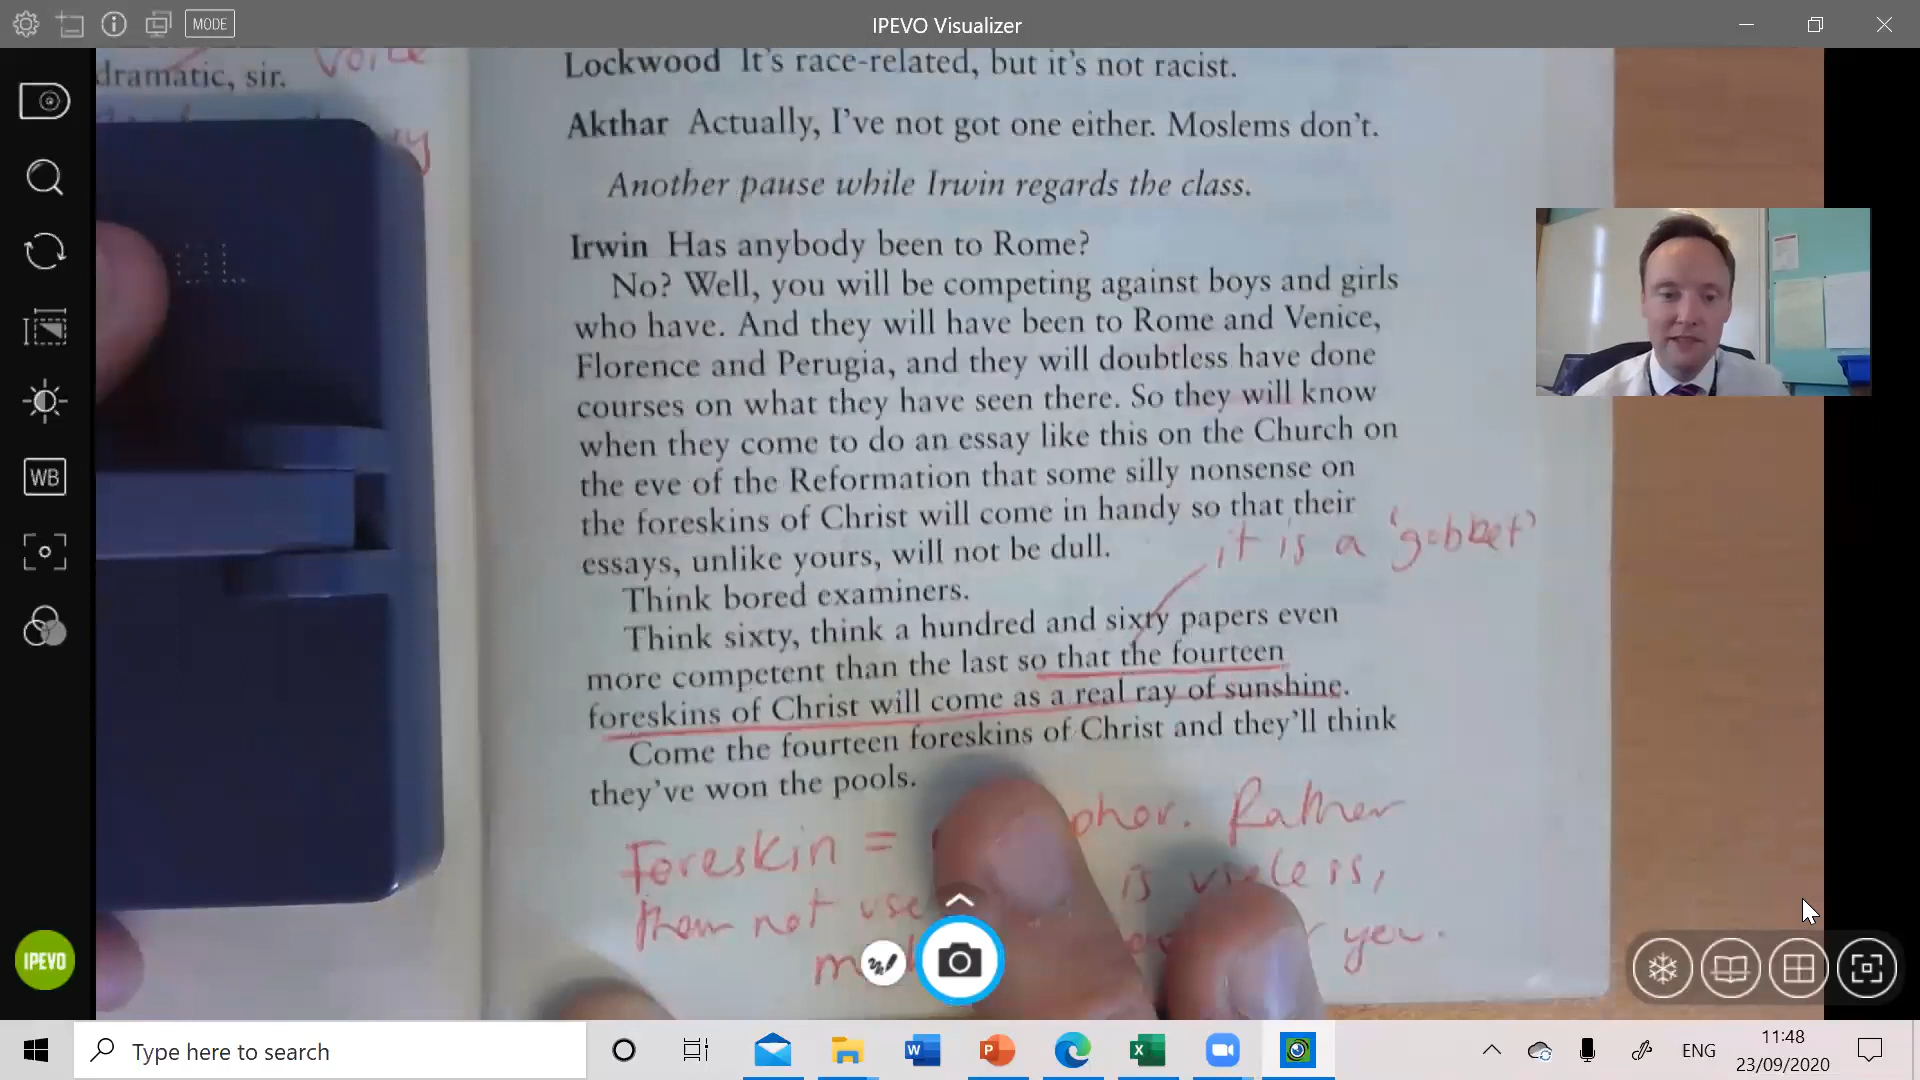 MODE
IPEVO Visualizer
dramatic, sir.
voice
Lockwood It's race-related, but it's not racist.
Akthar Actually, I've not got one either. Moslems don't.
Another pause while Irwin regards the class.
Irwin Has anybody been to Rome?
No? Well, you will be competing against boys and girls
who have. And they will have been to Rome and Venice,
Florence and Perugia, and they will doubtless have done
courses on what they have seen there. So they will know
when they come to do an essay like this on the Church on
the eve of the Reformation that some silly nonsense on
the foreskins of Christ will come in handy so that their
essays, unlike yours, will not be dull.
it is a 'gobbet'
Think bored examiners.
Think sixty, think a hundred and sixty papers even
more competent than the last so that the fourteen
foreskins of Christ will come as a real ray of sunshine.
Come the fourteen foreskins of Christ and they'll think
they've won the pools.
Foreskin = phor. Rather
than not use is useless,
you.
WB
IPEVO
Type here to search
ENG
11:48
23/09/2020